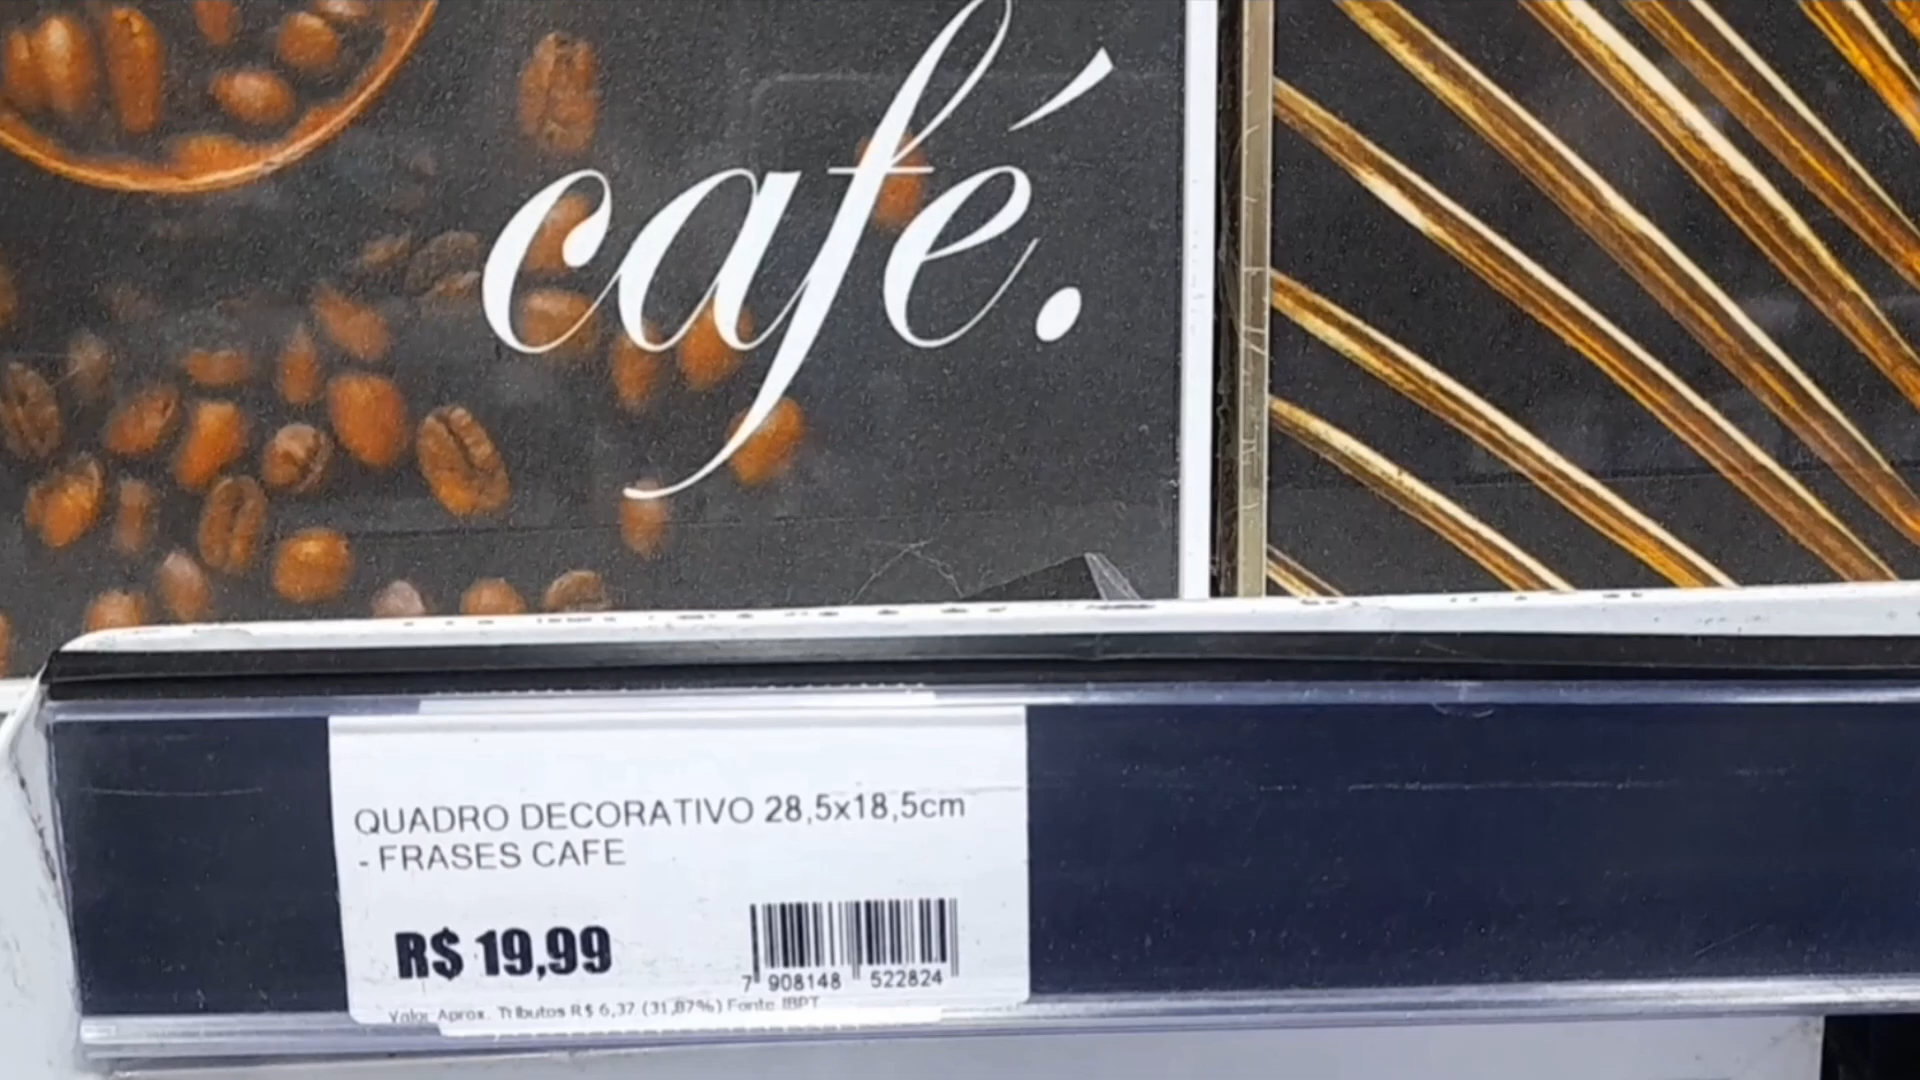 café.
QUADRO DECORATIVO 28,5x18,5cm
- FRASES CAFE
R$ 19,99
7 908148 522824
Valor Aprox. Tributos R$ 6,37 (31,87%) Fonte IBPT